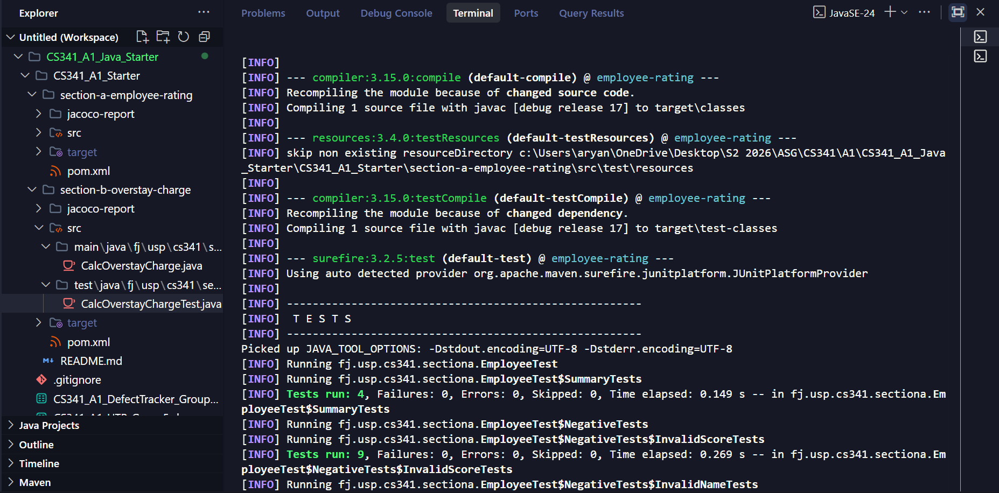 Explorer
Untitled (Workspace)
CS341_A1_Java_Starter
CS341_A1_Starter
section-a-employee-rating
jacoco-report
src
target
pom.xml
section-b-overstay-charge
jacoco-report
src
main\java\fj\usp\cs341\s...
CalcOverstayCharge.java
test\java\fj\usp\cs341\se...
CalcOverstayChargeTest.java
target
pom.xml
README.md
.gitignore
CS341_A1_DefectTracker_Group...
Java Projects
Outline
Timeline
Maven
Problems Output Debug Console Terminal Ports Query Results
JavaSE-24
[INFO]
[INFO] --- compiler:3.15.0:compile (default-compile) @ employee-rating ---
[INFO] Recompiling the module because of changed source code.
[INFO] Compiling 1 source file with javac [debug release 17] to target\classes
[INFO]
[INFO] --- resources:3.4.0:testResources (default-testResources) @ employee-rating ---
[INFO] skip non existing resourceDirectory c:\Users\aryan\OneDrive\Desktop\S2 2026\ASG\CS341\A1\CS341_A1_Java
_Starter\CS341_A1_Starter\section-a-employee-rating\src\test\resources
[INFO]
[INFO] --- compiler:3.15.0:testCompile (default-testCompile) @ employee-rating ---
[INFO] Recompiling the module because of changed dependency.
[INFO] Compiling 1 source file with javac [debug release 17] to target\test-classes
[INFO]
[INFO] --- surefire:3.2.5:test (default-test) @ employee-rating ---
[INFO] Using auto detected provider org.apache.maven.surefire.junitplatform.JUnitPlatformProvider
[INFO]
[INFO] -------------------------------------------------------
[INFO]  T E S T S
[INFO] -------------------------------------------------------
Picked up JAVA_TOOL_OPTIONS: -Dstdout.encoding=UTF-8 -Dstderr.encoding=UTF-8
[INFO] Running fj.usp.cs341.sectiona.EmployeeTest
[INFO] Running fj.usp.cs341.sectiona.EmployeeTest$SummaryTests
[INFO] Tests run: 4, Failures: 0, Errors: 0, Skipped: 0, Time elapsed: 0.149 s -- in fj.usp.cs341.sectiona.Em
ployeeTest$SummaryTests
[INFO] Running fj.usp.cs341.sectiona.EmployeeTest$NegativeTests
[INFO] Running fj.usp.cs341.sectiona.EmployeeTest$NegativeTests$InvalidScoreTests
[INFO] Tests run: 9, Failures: 0, Errors: 0, Skipped: 0, Time elapsed: 0.269 s -- in fj.usp.cs341.sectiona.Em
ployeeTest$NegativeTests$InvalidScoreTests
[INFO] Running fj.usp.cs341.sectiona.EmployeeTest$NegativeTests$InvalidNameTests